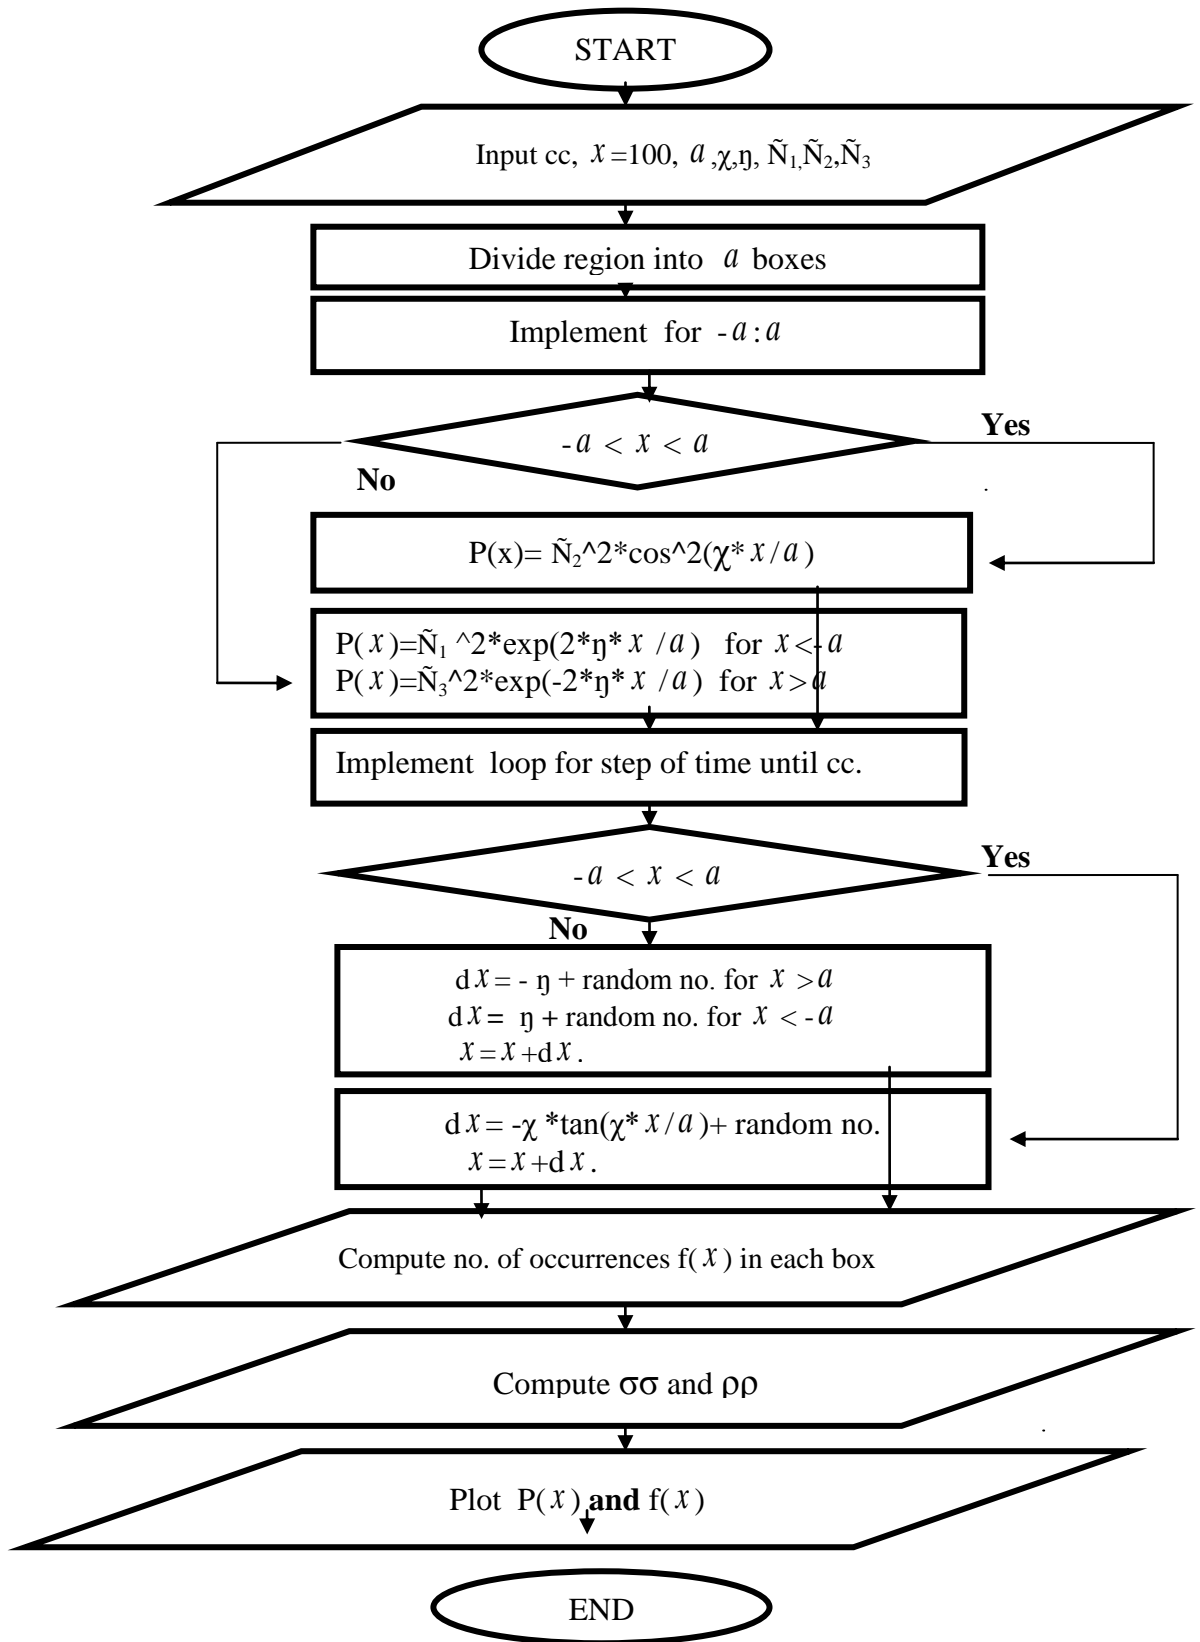 START
Input cc, x=100, a,χ,ŋ, Ñ₁,Ñ₂,Ñ₃
Divide region into a boxes
Implement for -a:a
-a < x < a
Yes
No
P(x)= Ñ₂^2*cos^2(χ*x/a)
P(x)=Ñ₁ ^2*exp(2*ŋ*x /a) for x<-a
P(x)=Ñ₃^2*exp(-2*ŋ*x /a) for x>a
Implement loop for step of time until cc.
-a < x < a
Yes
No
dx= - ŋ + random no. for x >a
dx= ŋ + random no. for x < -a
x=x+dx.
dx= -χ *tan(χ*x/a)+ random no.
x=x+dx.
Compute no. of occurrences f(x) in each box
Compute σσ and ρρ
Plot P(x) and f(x)
END